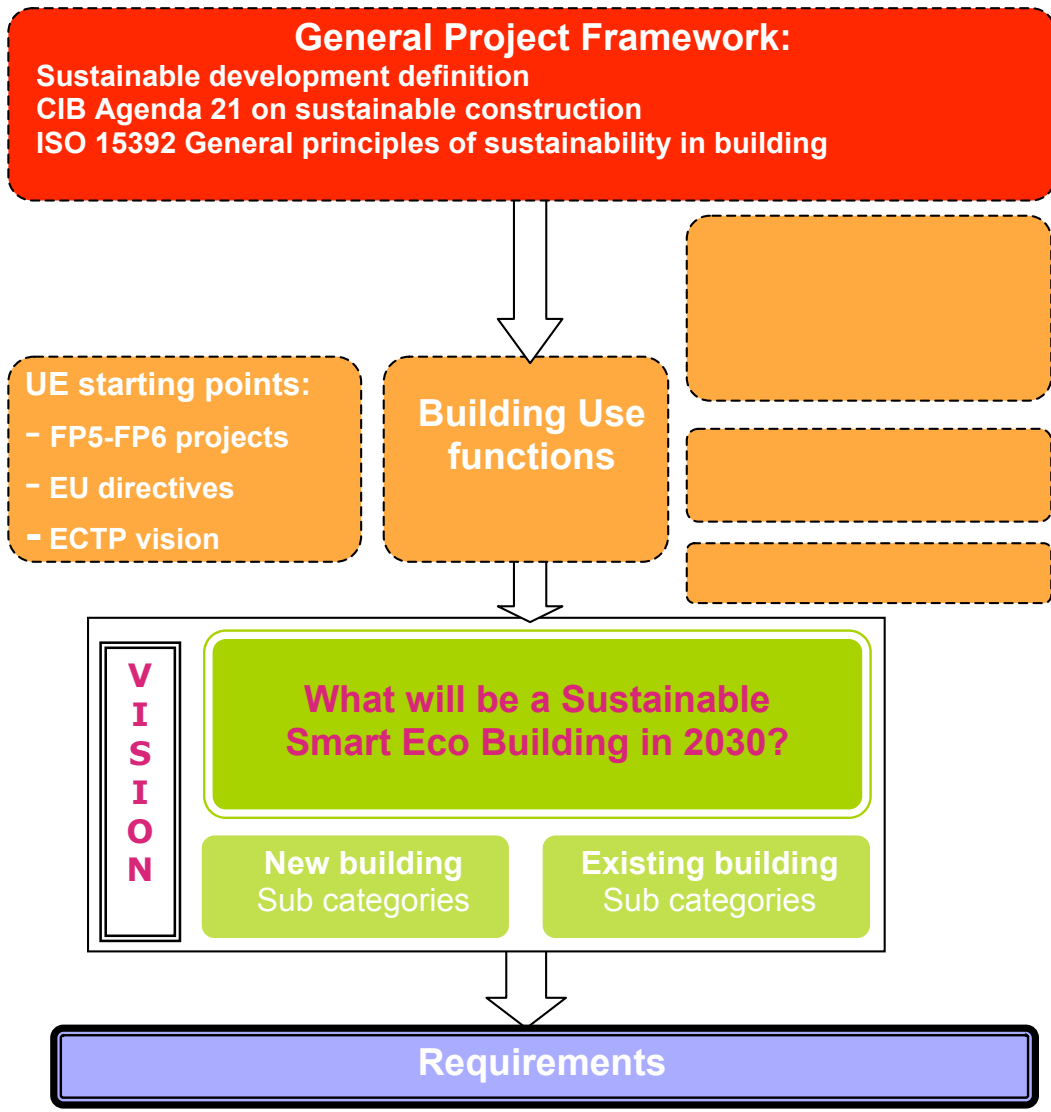 General Project Framework:
Sustainable development definition
CIB Agenda 21 on sustainable construction
ISO 15392 General principles of sustainability in building
UE starting points:
- FP5-FP6 projects
- EU directives
- ECTP vision
Building Use
functions
V
I
S
I
O
N
What will be a Sustainable
Smart Eco Building in 2030?
New building
Sub categories
Existing building
Sub categories
Requirements